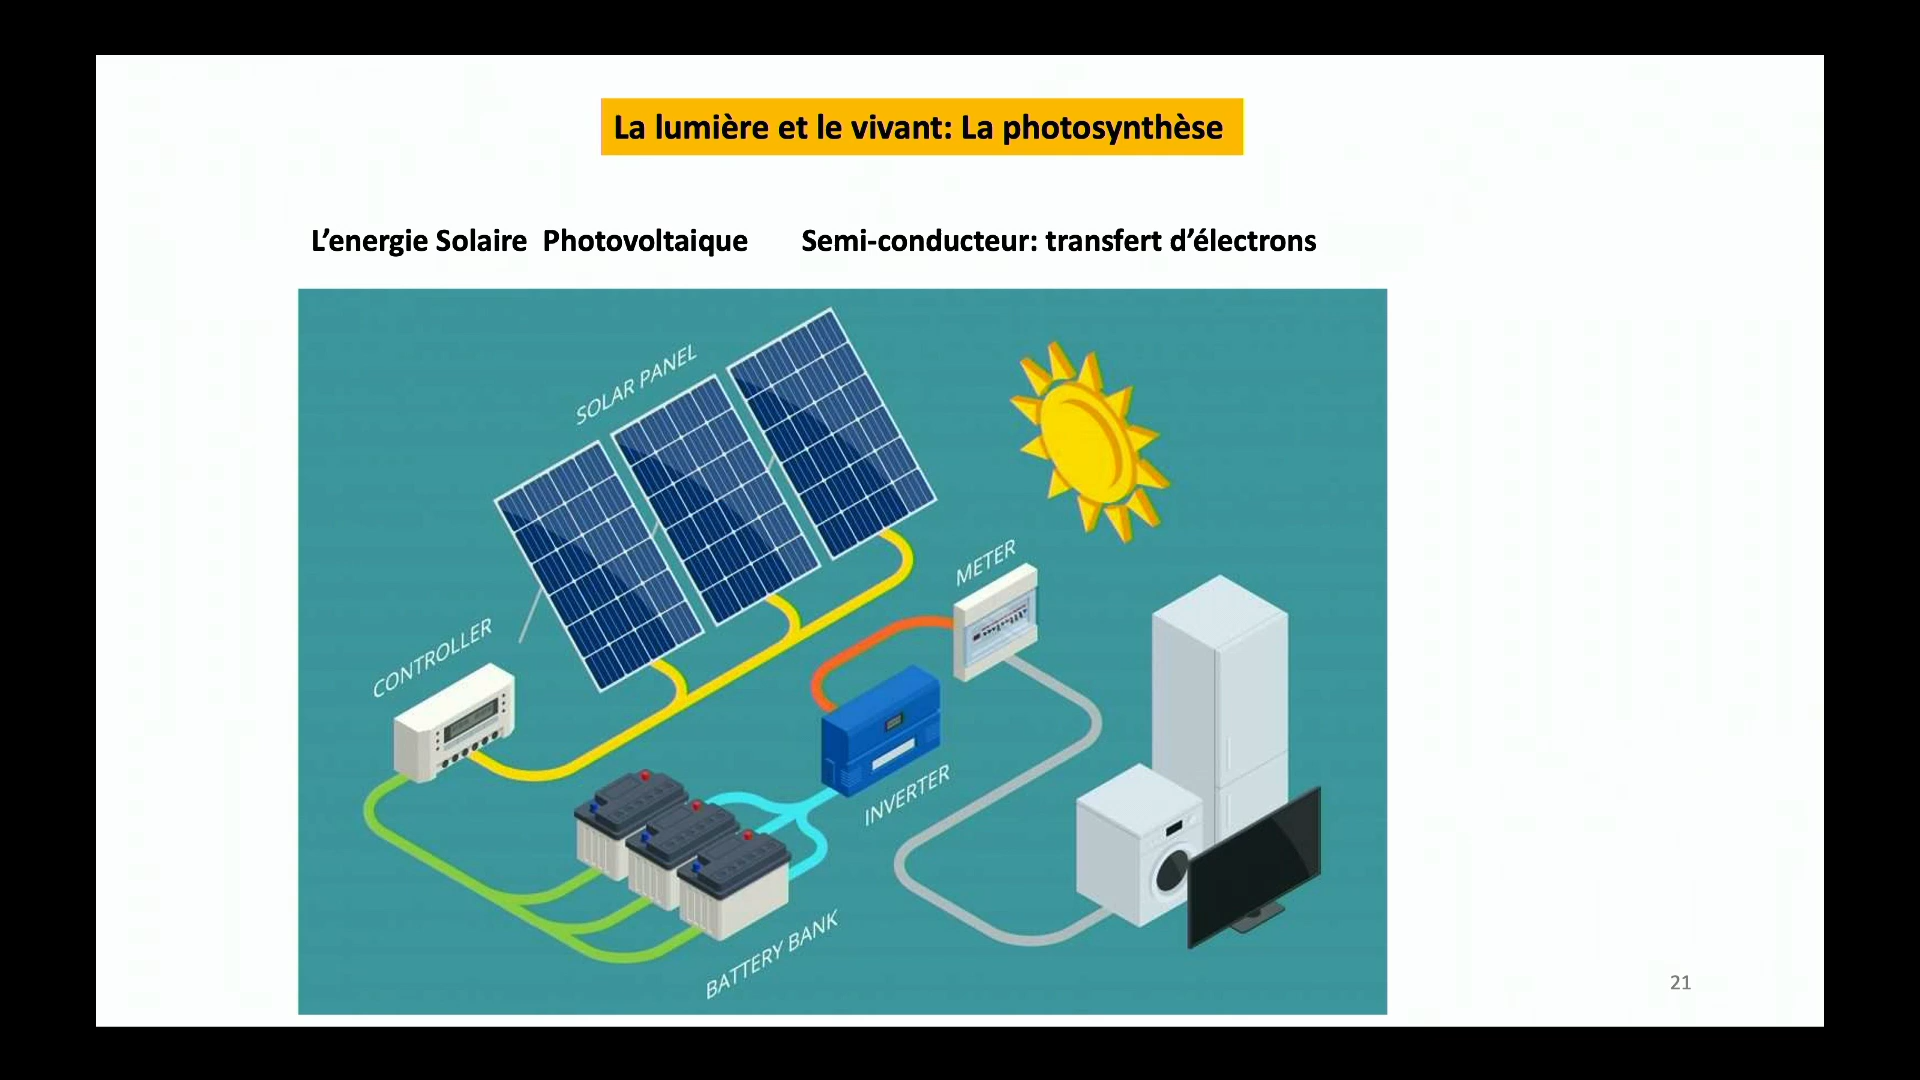 La lumière et le vivant: La photosynthèse
L’energie Solaire  Photovoltaique
Semi-conducteur: transfert d’électrons
SOLAR PANEL
METER
CONTROLLER
INVERTER
BATTERY BANK
21